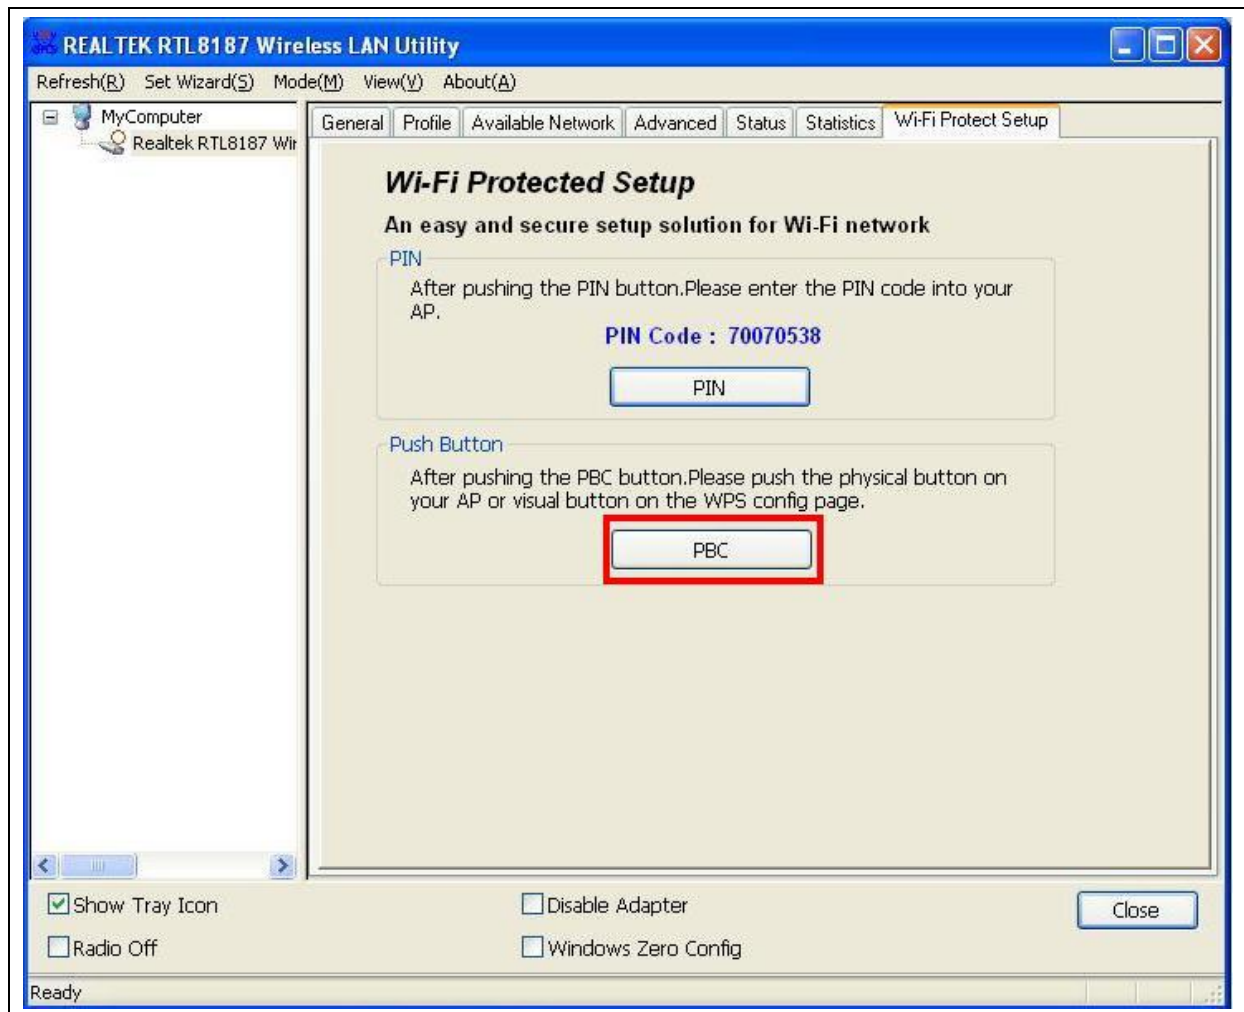 REALTEK RTL8187 Wireless LAN Utility
Refresh(R) Set Wizard(S) Mode(M) View(V) About(A)
MyComputer
Realtek RTL8187 Wir
General Profile Available Network Advanced Status Statistics Wi-Fi Protect Setup
Wi-Fi Protected Setup
An easy and secure setup solution for Wi-Fi network
PIN
After pushing the PIN button.Please enter the PIN code into your
AP.
PIN Code : 70070538
PIN
Push Button
After pushing the PBC button.Please push the physical button on
your AP or visual button on the WPS config page.
PBC
Show Tray Icon
Disable Adapter
Close
Radio Off
Windows Zero Config
Ready